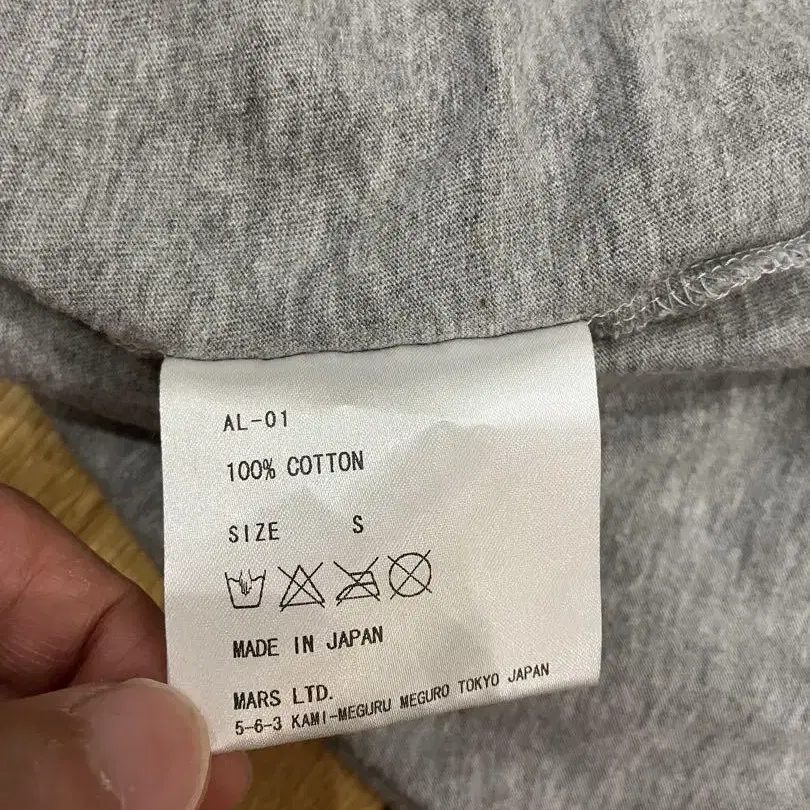 AL-01
100% COTTON
SIZE S
MADE IN JAPAN
MARS LTD.
5-6-3 KAMI-MEGURU MEGURO TOKYO JAPAN